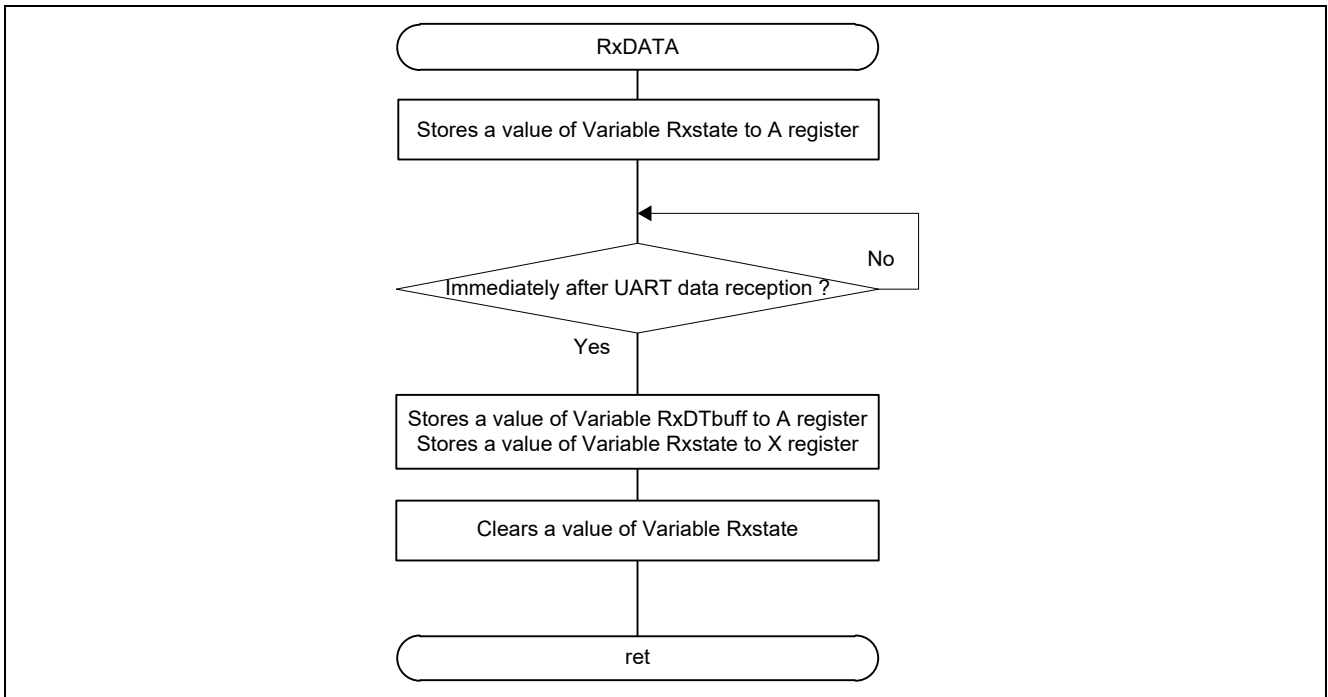 RxDATA
Stores a value of Variable Rxstate to A register
No
Immediately after UART data reception ?
Yes
Stores a value of Variable RxDTbuff to A register
Stores a value of Variable Rxstate to X register
Clears a value of Variable Rxstate
ret